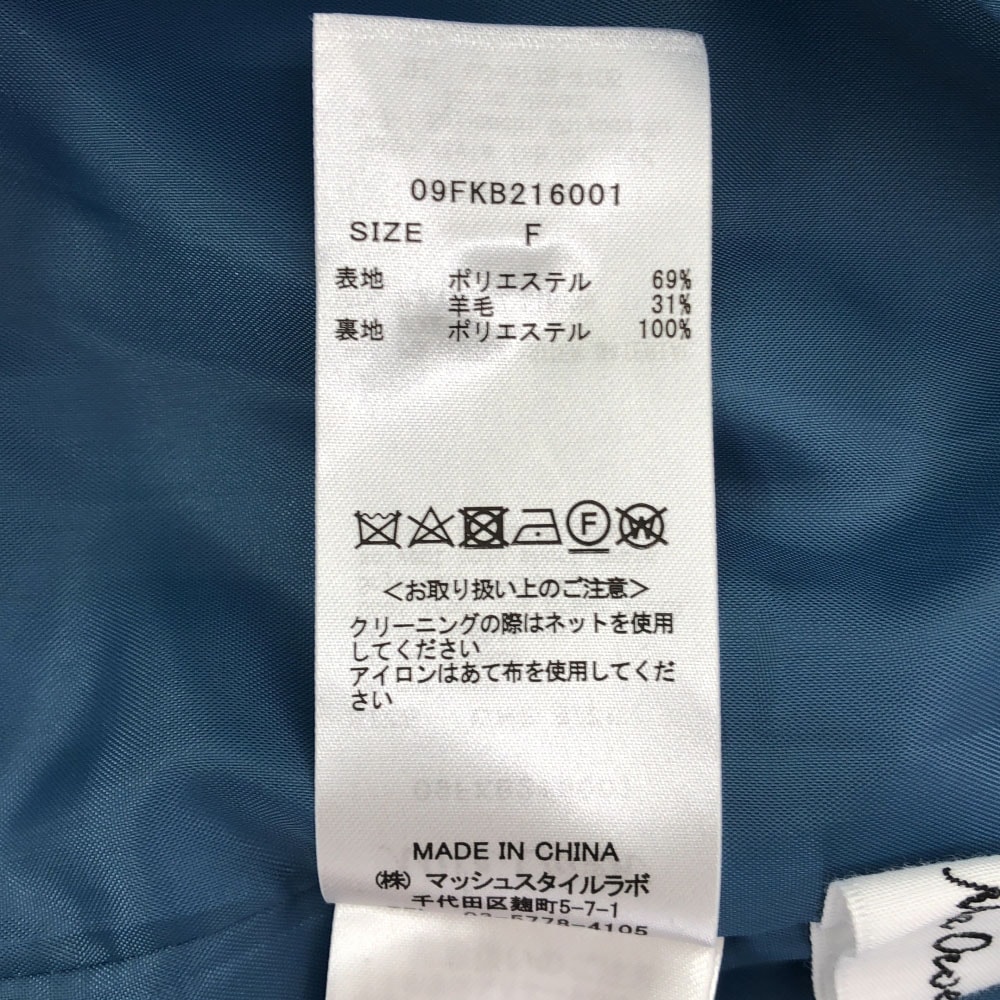 09FKB216001
SIZE F
表地 ポリエステル 69%
羊毛 31%
裏地 ポリエステル 100%
F
W
＜お取り扱い上のご注意＞
クリーニングの際はネットを使用
してください
アイロンはあて布を使用してくだ
さい
MADE IN CHINA
(株) マッシュスタイルラボ
千代田区麹町5-7-1
TEL 03-5778-4105